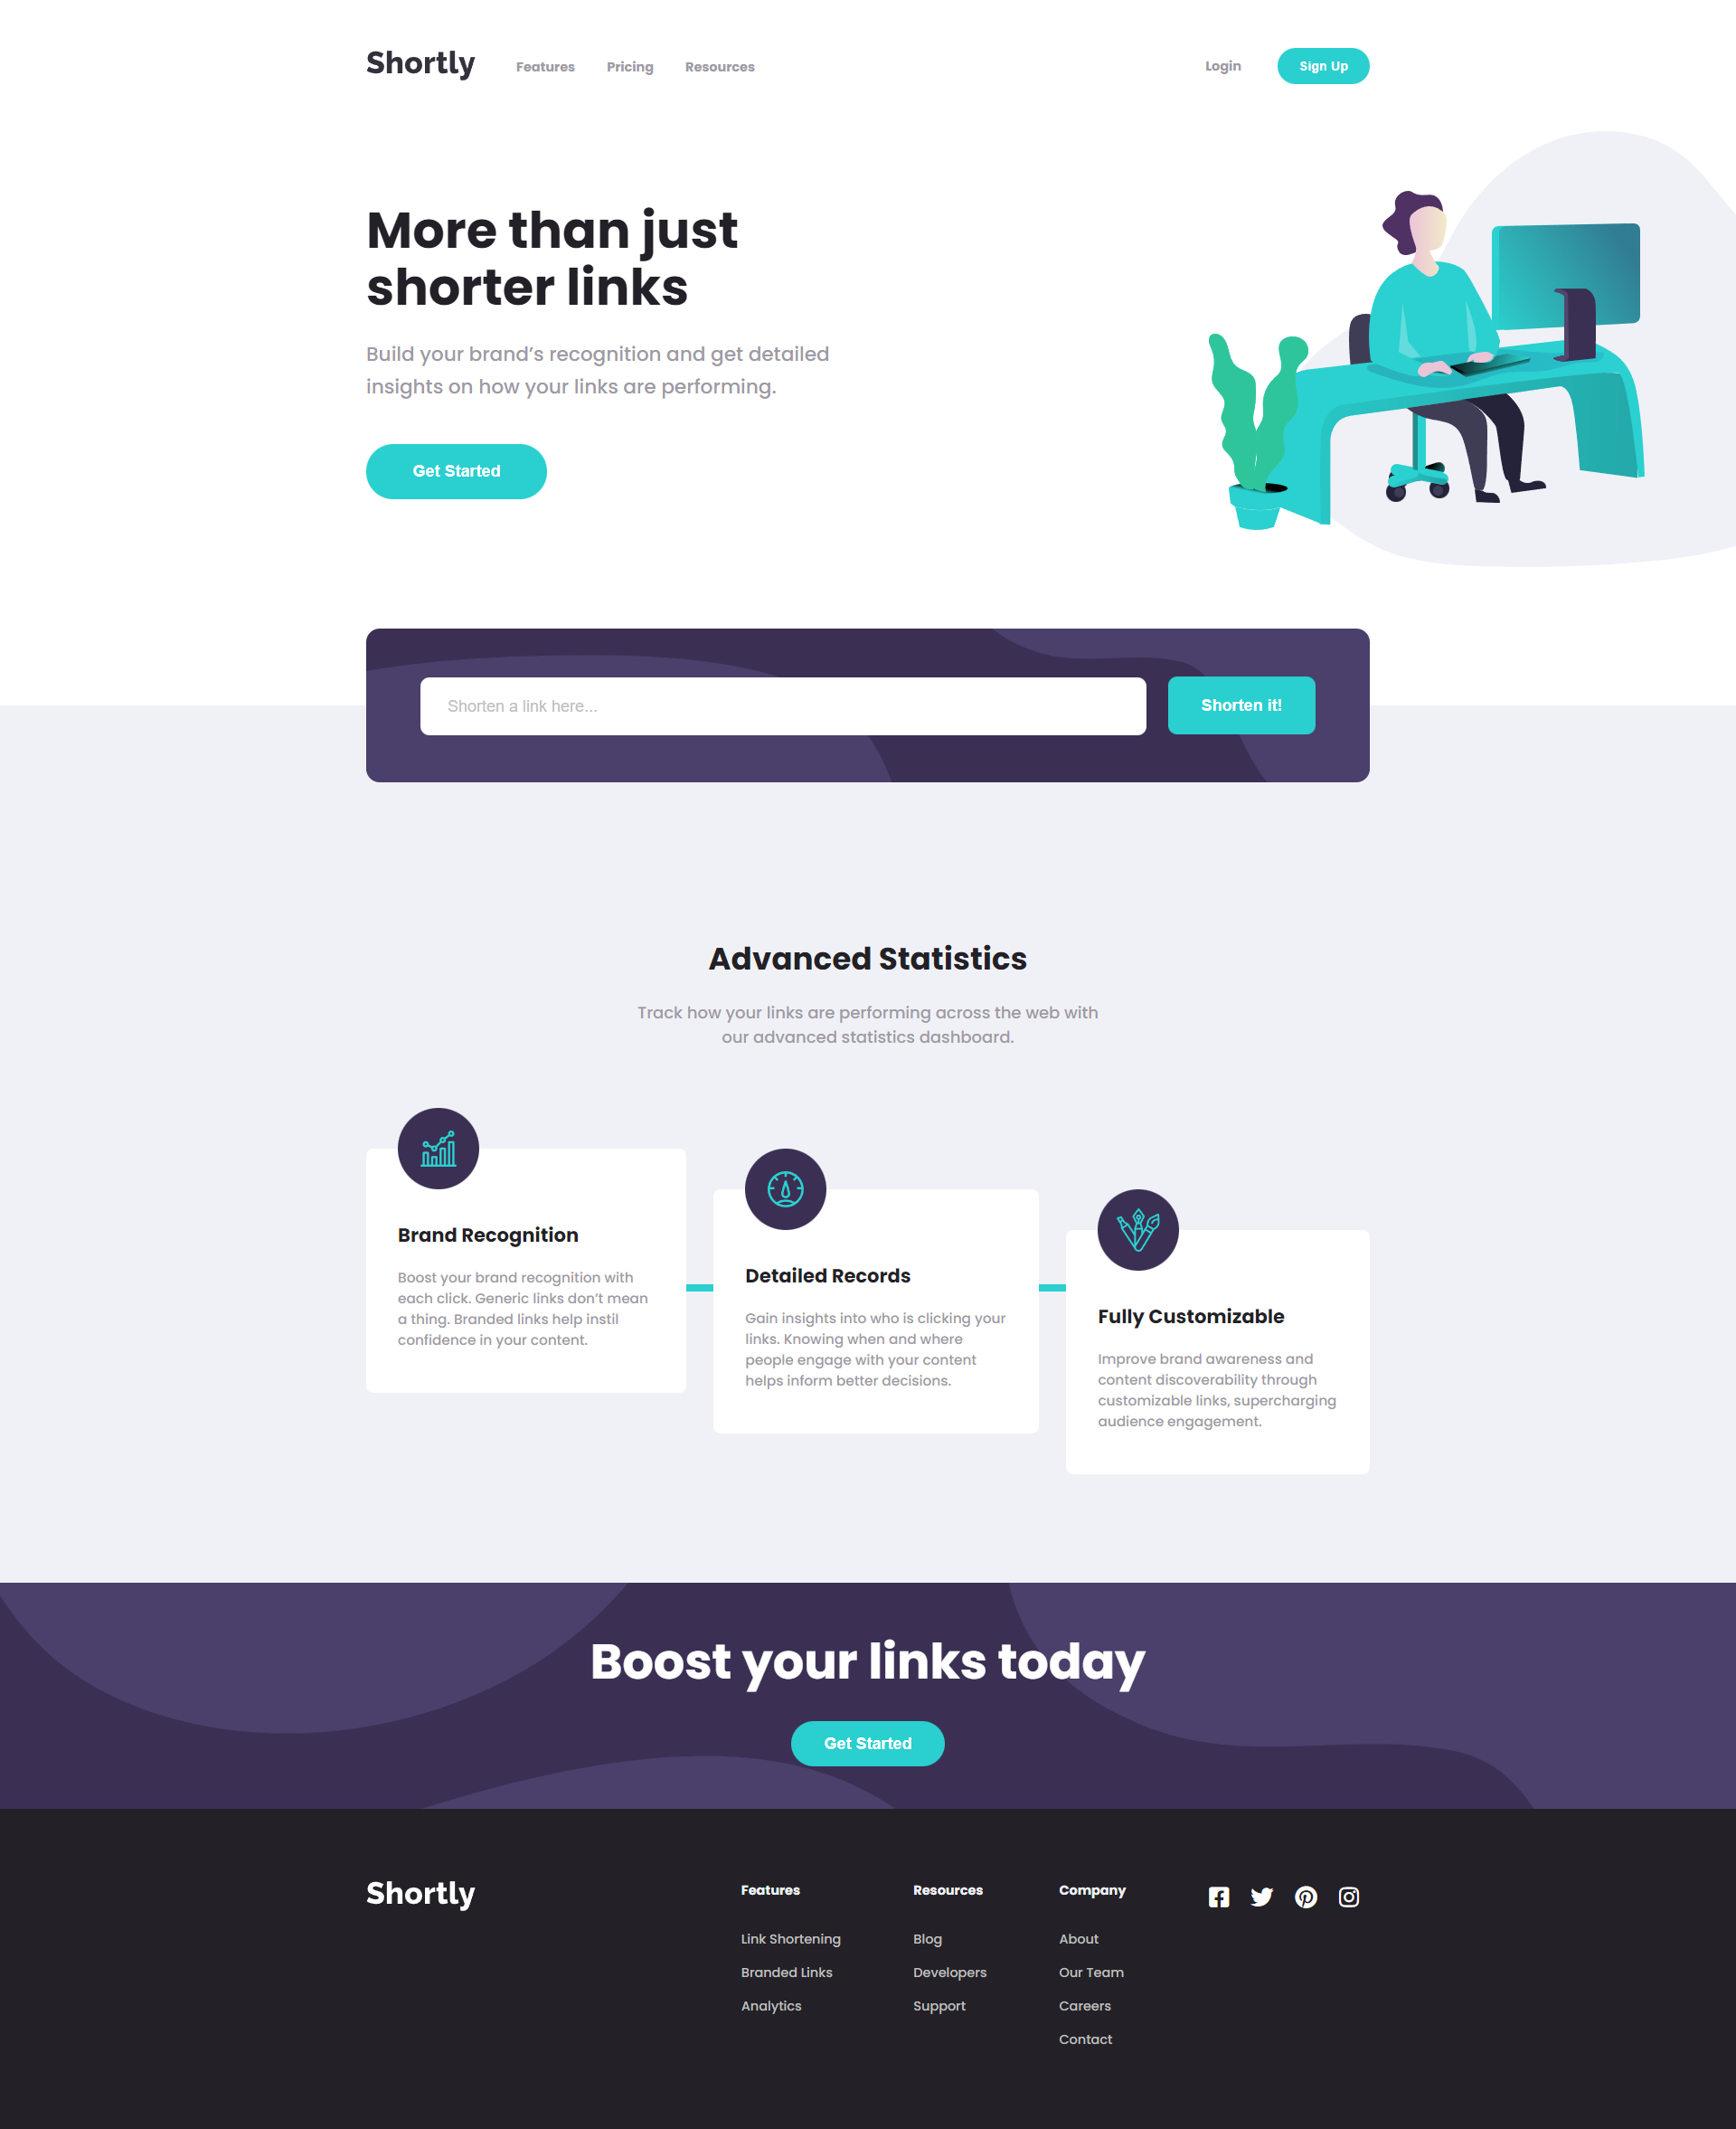 Shortly
Features
Pricing
Resources
Login
Sign Up
More than just
shorter links
Build your brand’s recognition and get detailed
insights on how your links are performing.
Get Started
Shorten a link here...
Shorten it!
Advanced Statistics
Track how your links are performing across the web with
our advanced statistics dashboard.
Brand Recognition
Boost your brand recognition with
each click. Generic links don’t mean
a thing. Branded links help instil
confidence in your content.
Detailed Records
Gain insights into who is clicking your
links. Knowing when and where
people engage with your content
helps inform better decisions.
Fully Customizable
Improve brand awareness and
content discoverability through
customizable links, supercharging
audience engagement.
Boost your links today
Get Started
Shortly
Features
Link Shortening
Branded Links
Analytics
Resources
Blog
Developers
Support
Company
About
Our Team
Careers
Contact